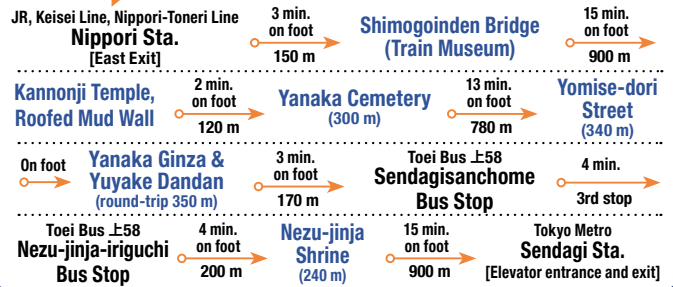 JR, Keisei Line, Nippori-Toneri Line
Nippori Sta.
[East Exit]
3 min.
on foot
150 m
Shimogoinden Bridge
(Train Museum)
15 min.
on foot
900 m
Kannonji Temple,
Roofed Mud Wall
2 min.
on foot
120 m
Yanaka Cemetery
(300 m)
13 min.
on foot
780 m
Yomise-dori
Street
(340 m)
On foot
Yanaka Ginza &
Yuyake Dandan
(round-trip 350 m)
3 min.
on foot
170 m
Toei Bus 上58
Sendagisanchome
Bus Stop
4 min.
3rd stop
Toei Bus 上58
Nezu-jinja-iriguchi
Bus Stop
4 min.
on foot
200 m
Nezu-jinja
Shrine
(240 m)
15 min.
on foot
900 m
Tokyo Metro
Sendagi Sta.
[Elevator entrance and exit]